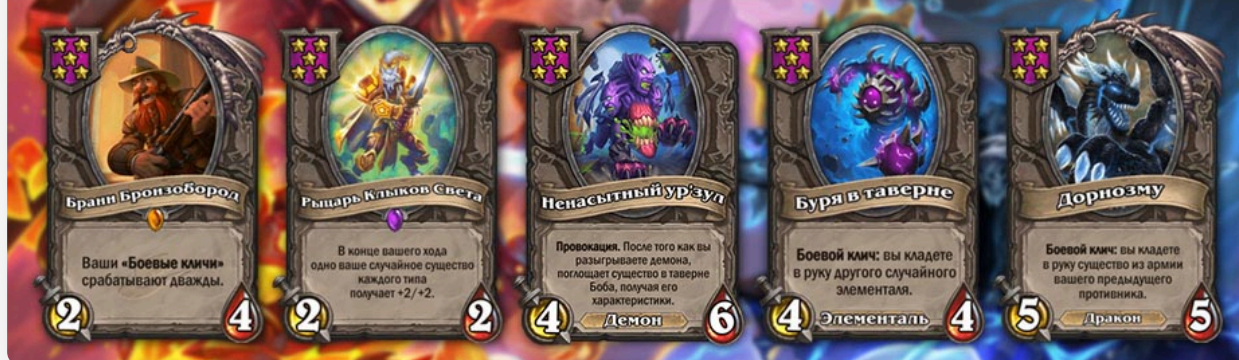 Бранн Бронзобород
Ваши «Боевые кличи»
срабатывают дважды.
2
4
Рыцарь Клыков Света
В конце вашего хода
одно ваше случайное существо
каждого типа
получает +2/+2.
2
2
Ненасытный ур'зул
Провокация. После того как вы
разыгрываете демона,
поглощает существо в таверне
Боба, получая его
характеристики.
4
Демон
6
Буря в таверне
Боевой клич: вы кладете
в руку другого случайного
элементаля.
4
Элементаль
4
Дорнозму
Боевой клич: вы кладете
в руку существо из армии
вашего предыдущего
противника.
5
Дракон
5